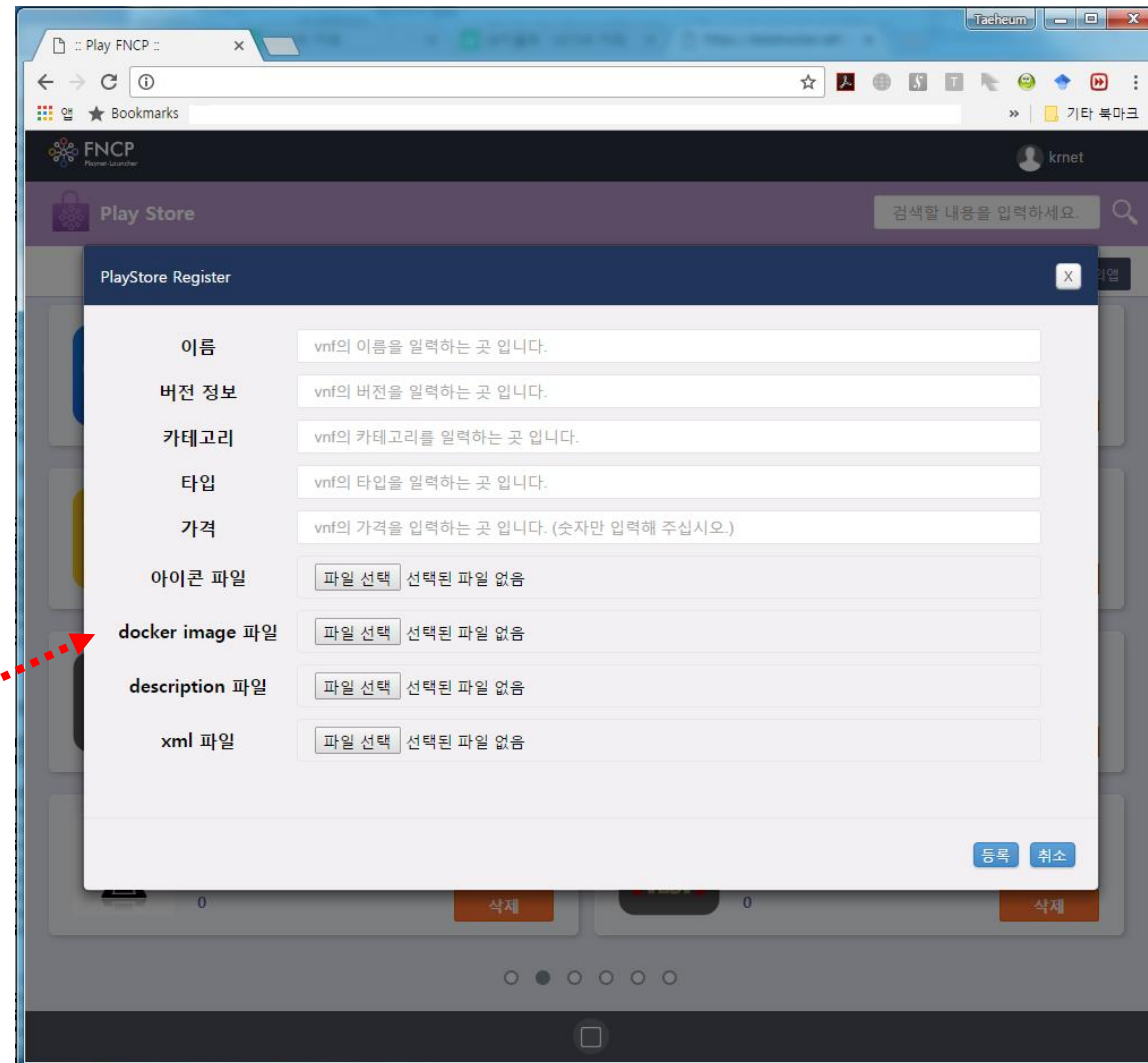 Taeheum
:: Play FNCP ::
앱 Bookmarks » 기타 북마크
FNCP
krnet
Play Store
검색할 내용을 입력하세요.
PlayStore Register X
이름 vnf의 이름을 일력하는 곳 입니다.
버전 정보 vnf의 버전을 일력하는 곳 입니다.
카테고리 vnf의 카테고리를 일력하는 곳 입니다.
타입 vnf의 타입을 일력하는 곳 입니다.
가격 vnf의 가격을 입력하는 곳 입니다. (숫자만 입력해 주십시오.)
아이콘 파일 파일 선택 선택된 파일 없음
docker image 파일 파일 선택 선택된 파일 없음
description 파일 파일 선택 선택된 파일 없음
xml 파일 파일 선택 선택된 파일 없음
등록 취소
0 삭제 0 삭제